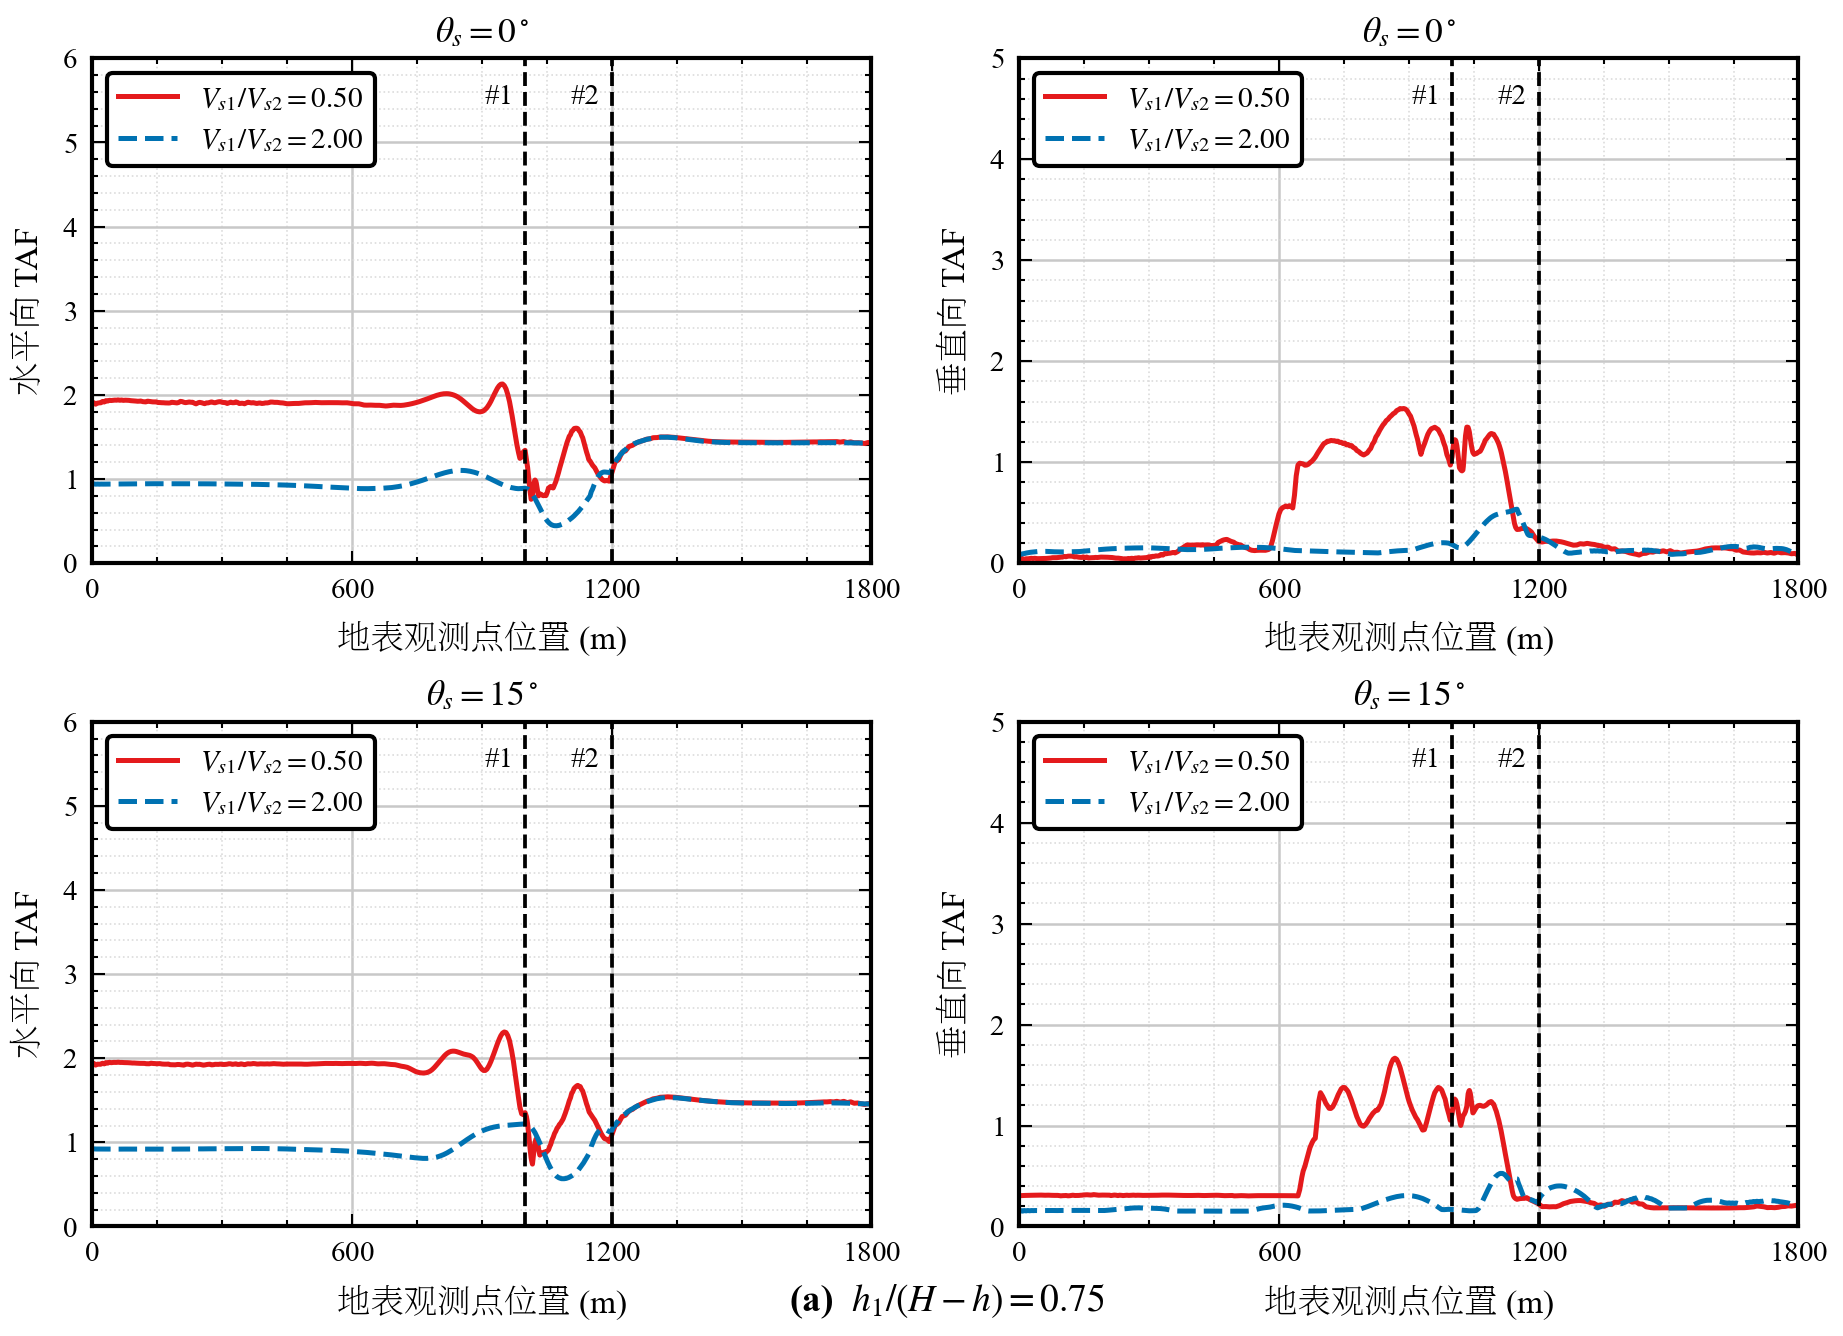 θs = 0°
6
5
4
3
2
1
0
0 600 1200 1800
水平向 TAF
地表观测点位置 (m)
Vs1/Vs2 = 0.50
Vs1/Vs2 = 2.00
#1 #2
θs = 0°
5
4
3
2
1
0
0 600 1200 1800
垂直向 TAF
地表观测点位置 (m)
Vs1/Vs2 = 0.50
Vs1/Vs2 = 2.00
#1 #2
θs = 15°
6
5
4
3
2
1
0
0 600 1200 1800
水平向 TAF
地表观测点位置 (m)
Vs1/Vs2 = 0.50
Vs1/Vs2 = 2.00
#1 #2
θs = 15°
5
4
3
2
1
0
0 600 1200 1800
垂直向 TAF
地表观测点位置 (m)
Vs1/Vs2 = 0.50
Vs1/Vs2 = 2.00
#1 #2
(a) h1/(H − h) = 0.75